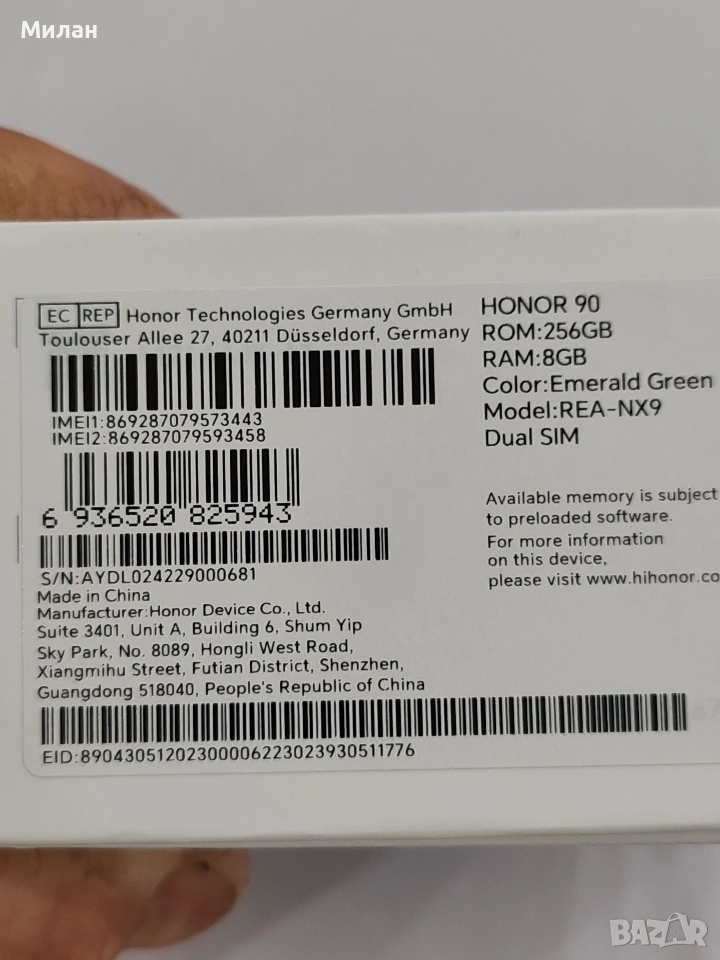 Милан
EC REP Honor Technologies Germany GmbH
Toulouser Allee 27, 40211 Düsseldorf, Germany
IMEI1:869287079573443
IMEI2:869287079593458
6 936520 825943
S/N:AYDL024229000681
Made in China
Manufacturer:Honor Device Co., Ltd.
Suite 3401, Unit A, Building 6, Shum Yip
Sky Park, No. 8089, Hongli West Road,
Xiangmihu Street, Futian District, Shenzhen,
Guangdong 518040, People's Republic of China
EID:89043051202300006223023930511776
HONOR 90
ROM:256GB
RAM:8GB
Color:Emerald Green
Model:REA-NX9
Dual SIM
Available memory is subject
to preloaded software.
For more information
on this device,
please visit www.hihonor.co
BAZAR